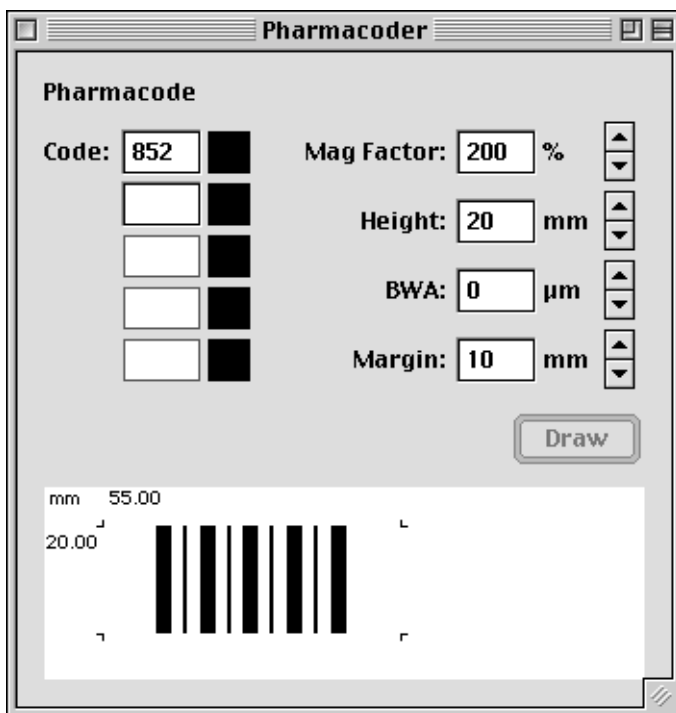 Pharmacoder
Pharmacode
Code: 852
Mag Factor: 200 %
Height: 20 mm
BWA: 0 µm
Margin: 10 mm
Draw
mm 55.00
20.00